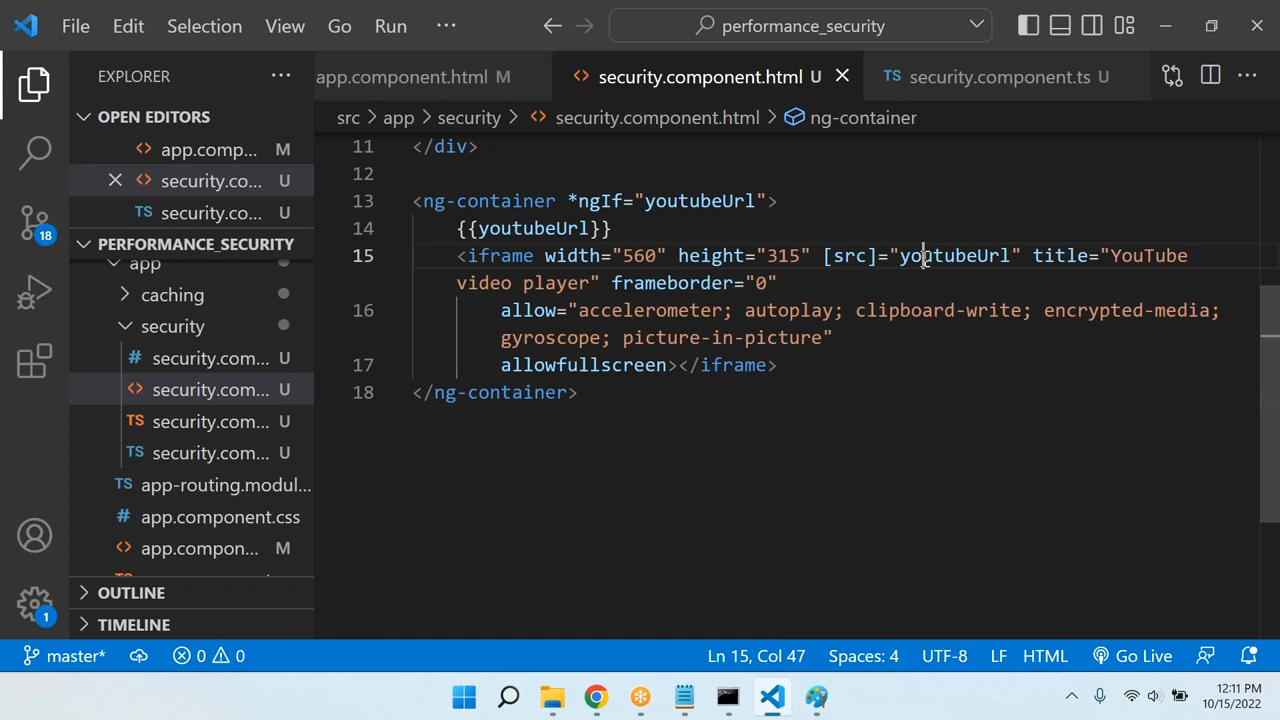 File Edit Selection View Go Run ···
performance_security
EXPLORER
OPEN EDITORS
app.comp... M
security.co... U
TS security.co... U
PERFORMANCE_SECURITY
app
caching
security
# security.com... U
security.com... U
TS security.com... U
TS security.com... U
TS app-routing.modul...
# app.component.css
app.compon... M
OUTLINE
TIMELINE
18
1
app.component.html M
security.component.html U
TS security.component.ts U
src > app > security > security.component.html > ng-container
11 </div>
12
13 <ng-container *ngIf="youtubeUrl">
14 {{youtubeUrl}}
15 <iframe width="560" height="315" [src]="youtubeUrl" title="YouTube
video player" frameborder="0"
16 allow="accelerometer; autoplay; clipboard-write; encrypted-media;
gyroscope; picture-in-picture"
17 allowfullscreen></iframe>
18 </ng-container>
master* 0 0 Ln 15, Col 47 Spaces: 4 UTF-8 LF HTML Go Live
12:11 PM
10/15/2022